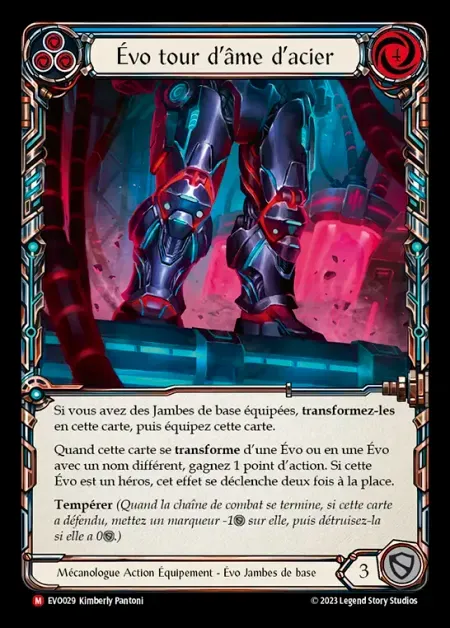 Évo tour d'âme d'acier
4
Si vous avez des Jambes de base équipées, transformez-les
en cette carte, puis équipez cette carte.
Quand cette carte se transforme d'une Évo ou en une Évo
avec un nom différent, gagnez 1 point d'action. Si cette
Évo est un héros, cet effet se déclenche deux fois à la place.
Tempérer (Quand la chaîne de combat se termine, si cette carte
a défendu, mettez un marqueur -1 sur elle, puis détruisez-la
si elle a 0.)
Mécanologue Action Équipement - Évo Jambes de base
3
M EVO029 Kimberly Pantoni
© 2023 Legend Story Studios